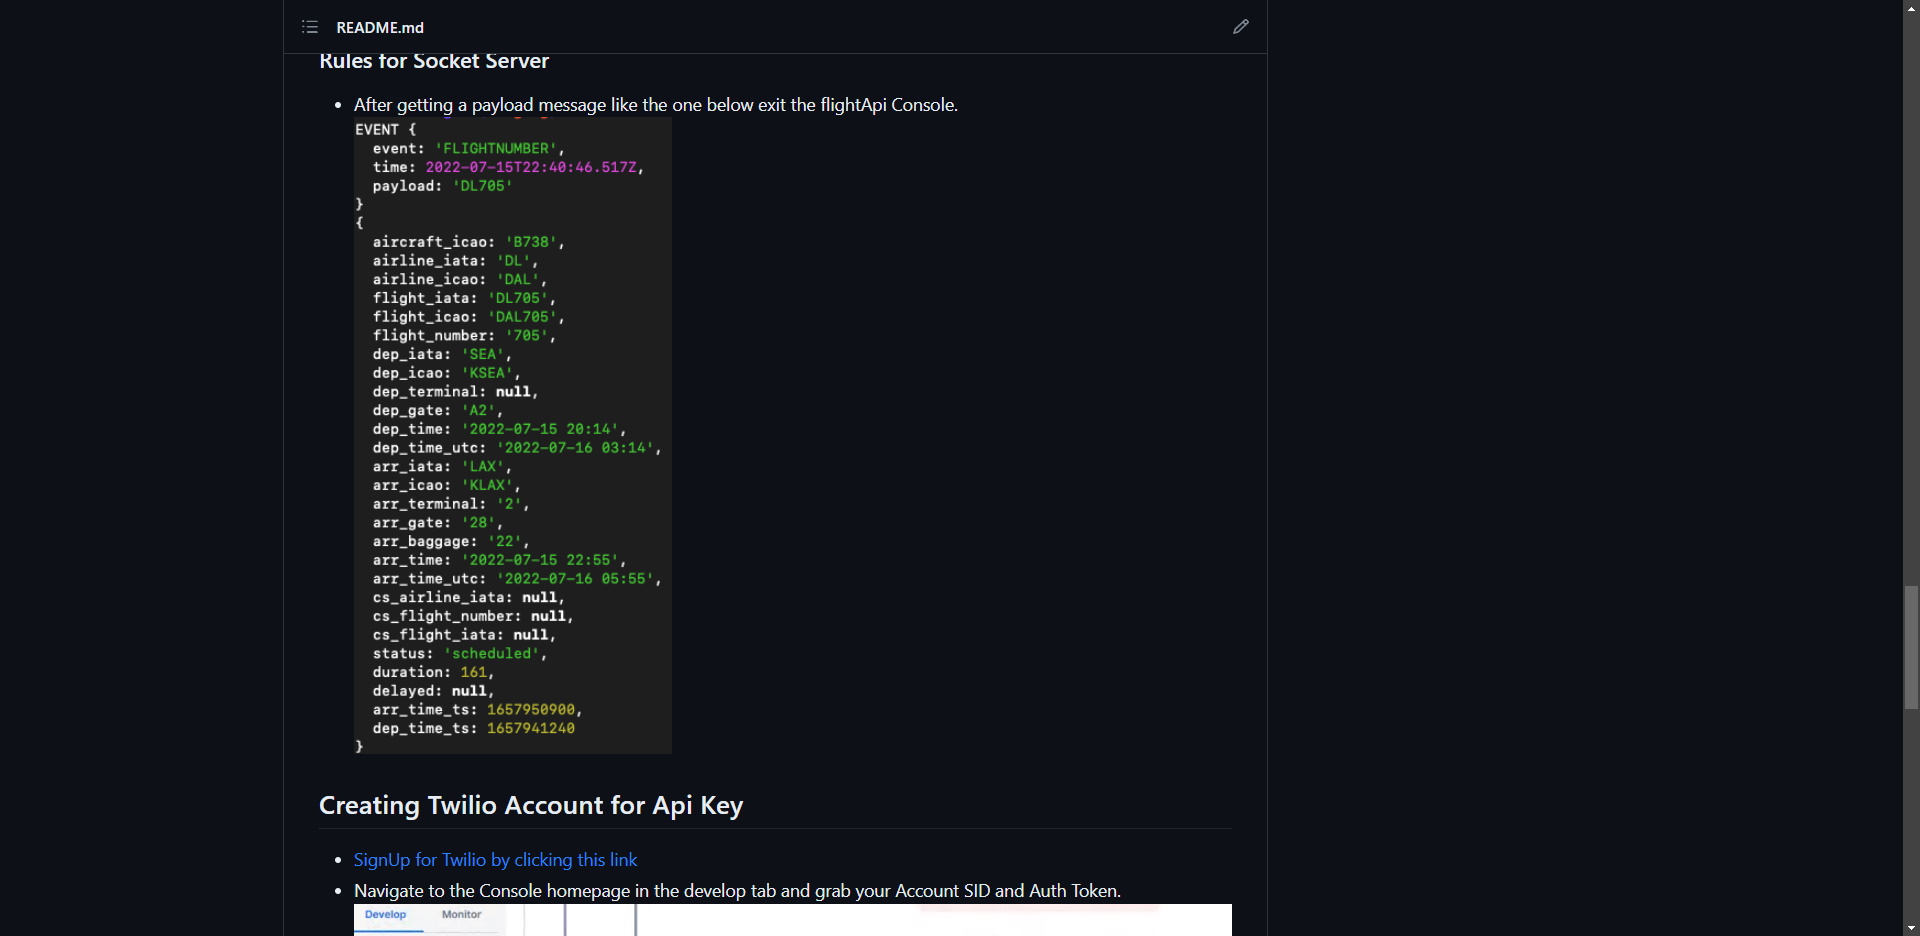 README.md
Rules for Socket Server
After getting a payload message like the one below exit the flightApi Console.
EVENT {
event: 'FLIGHTNUMBER',
time: 2022-07-15T22:40:46.517Z,
payload: 'DL705'
}
{
aircraft_icao: 'B738',
airline_iata: 'DL',
airline_icao: 'DAL',
flight_iata: 'DL705',
flight_icao: 'DAL705',
flight_number: '705',
dep_iata: 'SEA',
dep_icao: 'KSEA',
dep_terminal: null,
dep_gate: 'A2',
dep_time: '2022-07-15 20:14',
dep_time_utc: '2022-07-16 03:14',
arr_iata: 'LAX',
arr_icao: 'KLAX',
arr_terminal: '2',
arr_gate: '28',
arr_baggage: '22',
arr_time: '2022-07-15 22:55',
arr_time_utc: '2022-07-16 05:55',
cs_airline_iata: null,
cs_flight_number: null,
cs_flight_iata: null,
status: 'scheduled',
duration: 161,
delayed: null,
arr_time_ts: 1657950900,
dep_time_ts: 1657941240
}
Creating Twilio Account for Api Key
SignUp for Twilio by clicking this link
Navigate to the Console homepage in the develop tab and grab your Account SID and Auth Token.
Develop Monitor